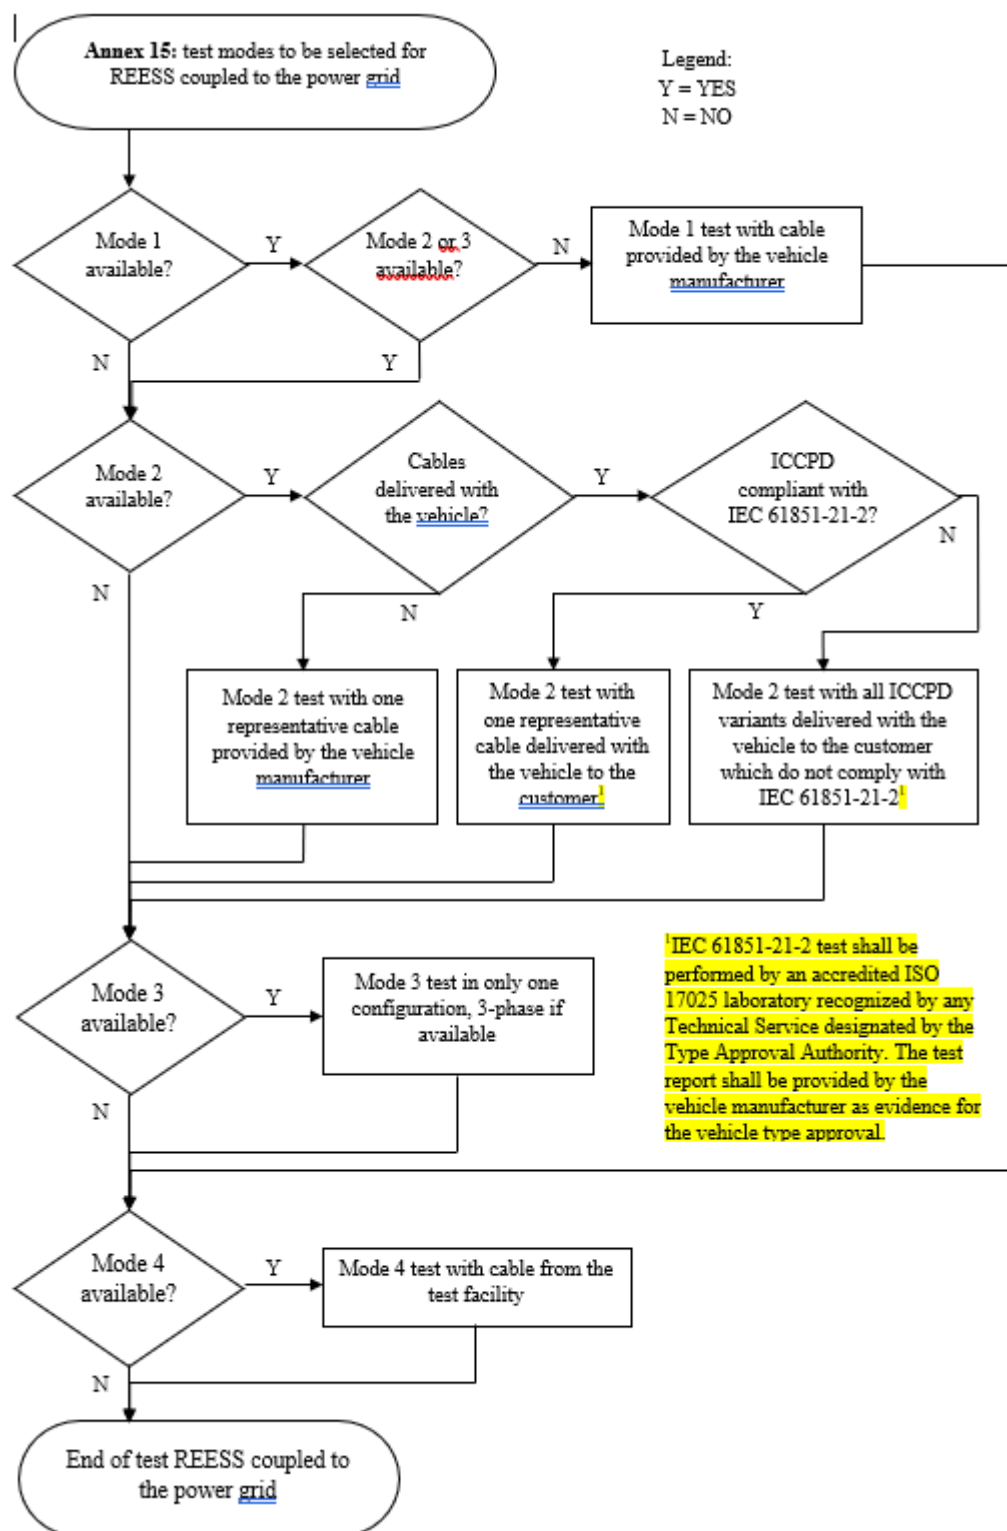 Annex 15: test modes to be selected for
REESS coupled to the power grid
Legend:
Y = YES
N = NO
Mode 1
available?
Y
Mode 2 or 3
available?
N
Mode 1 test with cable
provided by the vehicle
manufacturer
N
Y
Mode 2
available?
Y
Cables
delivered with
the vehicle?
Y
ICCPD
compliant with
IEC 61851-21-2?
N
N
N
Y
Mode 2 test with one
representative cable
provided by the vehicle
manufacturer
Mode 2 test with
one representative
cable delivered with
the vehicle to the
customer1
Mode 2 test with all ICCPD
variants delivered with the
vehicle to the customer
which do not comply with
IEC 61851-21-21
Mode 3
available?
Y
Mode 3 test in only one
configuration, 3-phase if
available
N
1IEC 61851-21-2 test shall be
performed by an accredited ISO
17025 laboratory recognized by any
Technical Service designated by the
Type Approval Authority. The test
report shall be provided by the
vehicle manufacturer as evidence for
the vehicle type approval.
Mode 4
available?
Y
Mode 4 test with cable from the
test facility
N
End of test REESS coupled to
the power grid